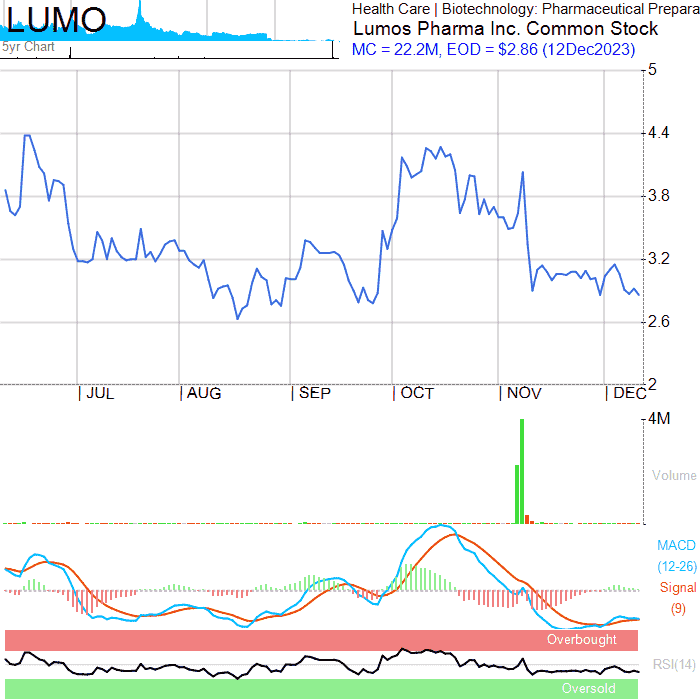 LUMO
Health Care | Biotechnology: Pharmaceutical Prepara
Lumos Pharma Inc. Common Stock
5yr Chart
MC = 22.2M, EOD = $2.86 (12Dec2023)
5
4.4
3.8
3.2
2.6
2
| JUL | AUG | SEP | OCT | NOV | DEC
4M
Volume
MACD
(12-26)
Signal
(9)
Overbought
RSI(14)
Oversold